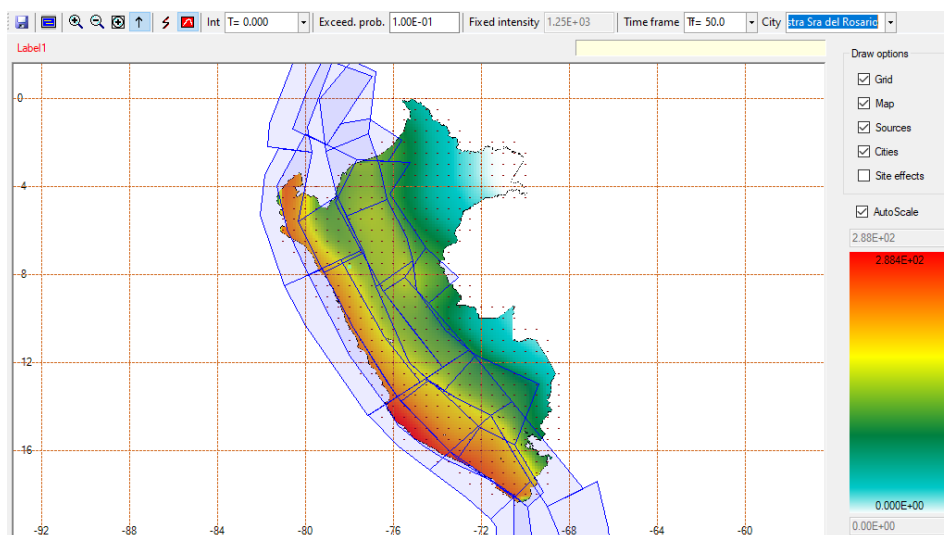 Int T= 0.000 Exceed. prob. 1.00E-01 Fixed intensity 1.25E+03 Time frame Tf= 50.0 City stra Sra del Rosario
Label1
Draw options
Grid
Map
Sources
Cities
Site effects
AutoScale
2.88E+02
2.884E+02
0.000E+00
0.00E+00
0
4
8
12
16
-92 -88 -84 -80 -76 -72 -68 -64 -60